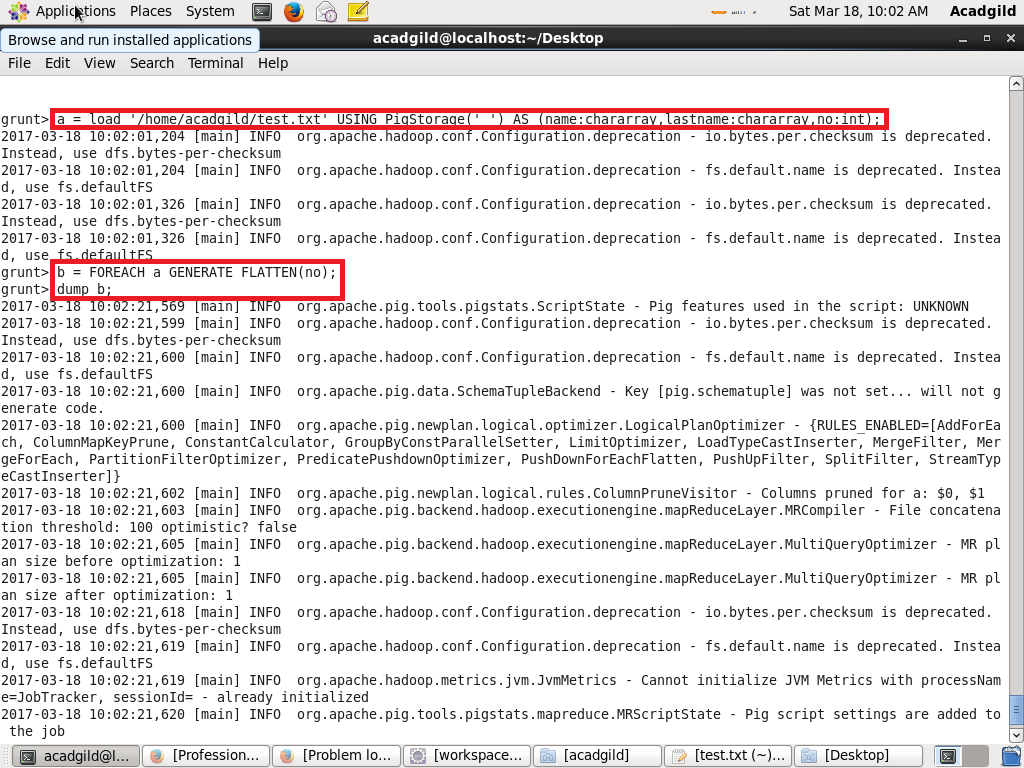 Applications Places System Sat Mar 18, 10:02 AM Acadgild
Browse and run installed applications
acadgild@localhost:~/Desktop
File Edit View Search Terminal Help
grunt> a = load '/home/acadgild/test.txt' USING PigStorage(' ') AS (name:chararray,lastname:chararray,no:int);
2017-03-18 10:02:01,204 [main] INFO  org.apache.hadoop.conf.Configuration.deprecation - io.bytes.per.checksum is deprecated.
Instead, use dfs.bytes-per-checksum
2017-03-18 10:02:01,204 [main] INFO  org.apache.hadoop.conf.Configuration.deprecation - fs.default.name is deprecated. Instea
d, use fs.defaultFS
2017-03-18 10:02:01,326 [main] INFO  org.apache.hadoop.conf.Configuration.deprecation - io.bytes.per.checksum is deprecated.
Instead, use dfs.bytes-per-checksum
2017-03-18 10:02:01,326 [main] INFO  org.apache.hadoop.conf.Configuration.deprecation - fs.default.name is deprecated. Instea
d, use fs.defaultFS
grunt> b = FOREACH a GENERATE FLATTEN(no);
grunt> dump b;
2017-03-18 10:02:21,569 [main] INFO  org.apache.pig.tools.pigstats.ScriptState - Pig features used in the script: UNKNOWN
2017-03-18 10:02:21,599 [main] INFO  org.apache.hadoop.conf.Configuration.deprecation - io.bytes.per.checksum is deprecated.
Instead, use dfs.bytes-per-checksum
2017-03-18 10:02:21,600 [main] INFO  org.apache.hadoop.conf.Configuration.deprecation - fs.default.name is deprecated. Instea
d, use fs.defaultFS
2017-03-18 10:02:21,600 [main] INFO  org.apache.pig.data.SchemaTupleBackend - Key [pig.schematuple] was not set... will not g
enerate code.
2017-03-18 10:02:21,600 [main] INFO  org.apache.pig.newplan.logical.optimizer.LogicalPlanOptimizer - {RULES_ENABLED=[AddForEa
ch, ColumnMapKeyPrune, ConstantCalculator, GroupByConstParallelSetter, LimitOptimizer, LoadTypeCastInserter, MergeFilter, Mer
geForEach, PartitionFilterOptimizer, PredicatePushdownOptimizer, PushDownForEachFlatten, PushUpFilter, SplitFilter, StreamTyp
eCastInserter]}
2017-03-18 10:02:21,602 [main] INFO  org.apache.pig.newplan.logical.rules.ColumnPruneVisitor - Columns pruned for a: $0, $1
2017-03-18 10:02:21,603 [main] INFO  org.apache.pig.backend.hadoop.executionengine.mapReduceLayer.MRCompiler - File concatena
tion threshold: 100 optimistic? false
2017-03-18 10:02:21,605 [main] INFO  org.apache.pig.backend.hadoop.executionengine.mapReduceLayer.MultiQueryOptimizer - MR pl
an size before optimization: 1
2017-03-18 10:02:21,605 [main] INFO  org.apache.pig.backend.hadoop.executionengine.mapReduceLayer.MultiQueryOptimizer - MR pl
an size after optimization: 1
2017-03-18 10:02:21,618 [main] INFO  org.apache.hadoop.conf.Configuration.deprecation - io.bytes.per.checksum is deprecated.
Instead, use dfs.bytes-per-checksum
2017-03-18 10:02:21,619 [main] INFO  org.apache.hadoop.conf.Configuration.deprecation - fs.default.name is deprecated. Instea
d, use fs.defaultFS
2017-03-18 10:02:21,619 [main] INFO  org.apache.hadoop.metrics.jvm.JvmMetrics - Cannot initialize JVM Metrics with processNam
e=JobTracker, sessionId= - already initialized
2017-03-18 10:02:21,620 [main] INFO  org.apache.pig.tools.pigstats.mapreduce.MRScriptState - Pig script settings are added to
 the job
acadgild@l... [Profession... [Problem lo... [workspace... [acadgild] [test.txt (~)... [Desktop]